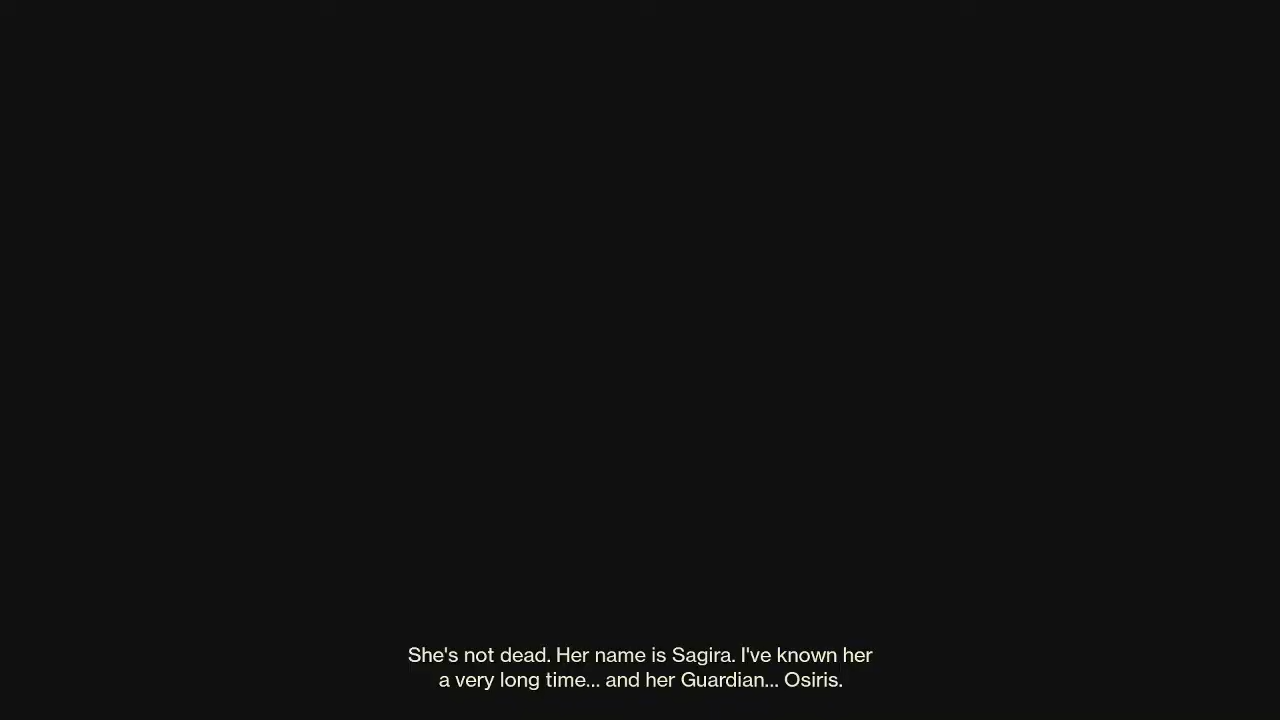 She's not dead. Her name is Sagira. I've known her
a very long time... and her Guardian... Osiris.